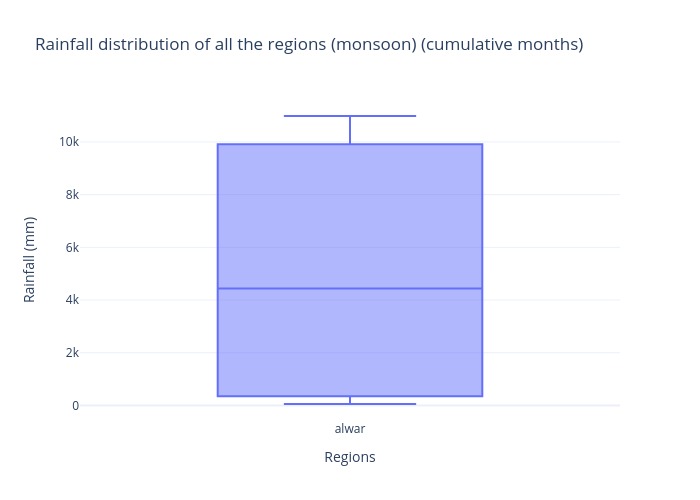 Rainfall distribution of all the regions (monsoon) (cumulative months)
10k
8k
6k
4k
2k
0
Rainfall (mm)
alwar
Regions